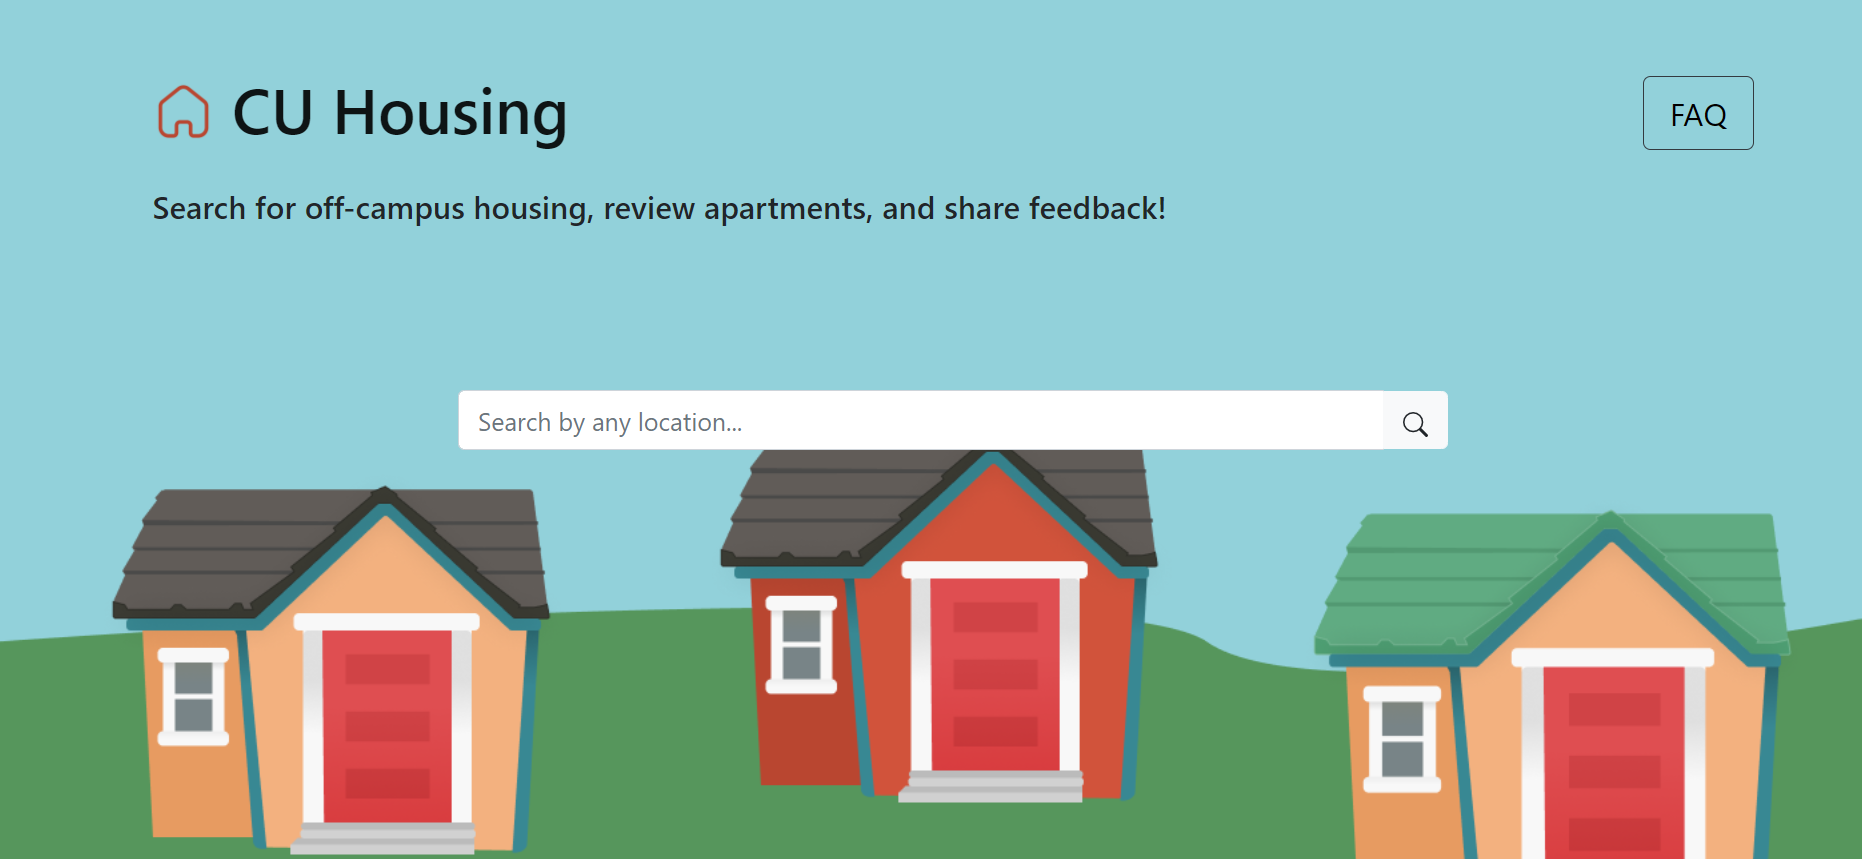 CU Housing
FAQ
Search for off-campus housing, review apartments, and share feedback!
Search by any location...